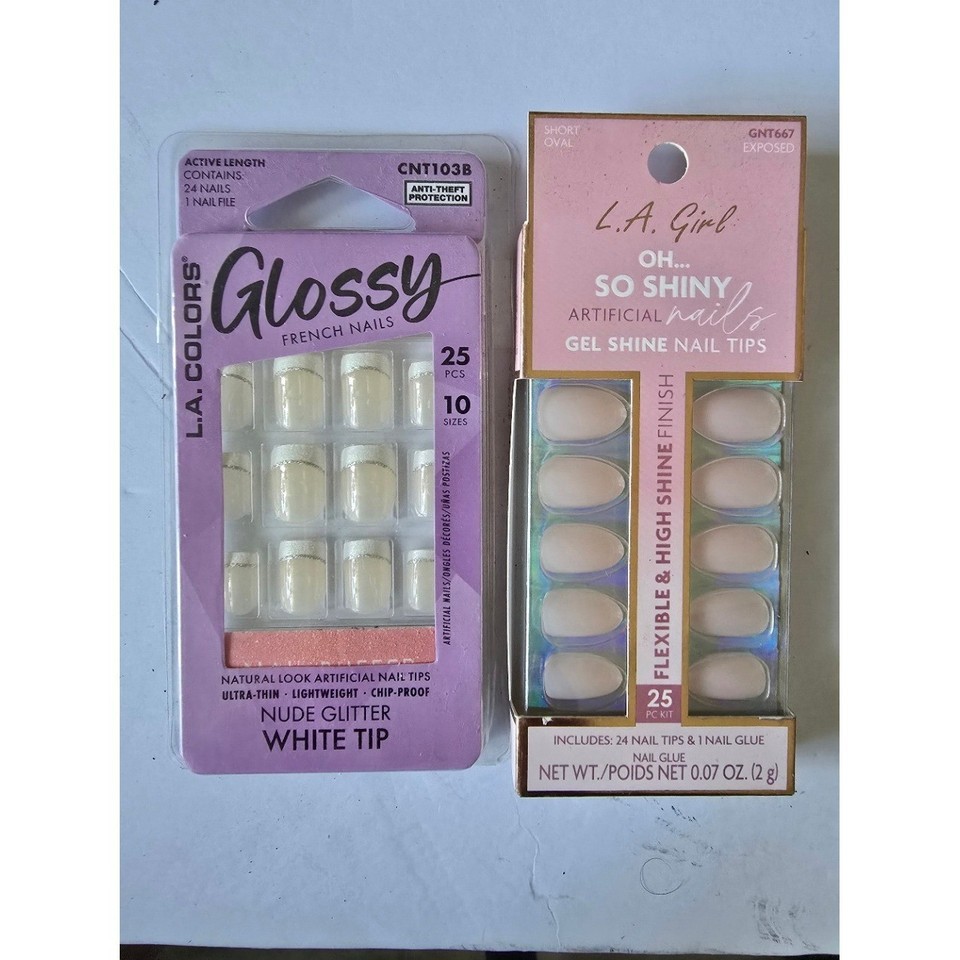 ACTIVE LENGTH
CONTAINS:
24 NAILS
1 NAIL FILE
CNT103B
ANTI-THEFT
PROTECTION
L.A. COLORS®
Glossy
FRENCH NAILS
25
PCS
10
SIZES
ARTIFICIAL NAILS/ONGLES DÉCORÉS/UÑAS POSTIZAS
NATURAL LOOK ARTIFICIAL NAIL TIPS
ULTRA-THIN · LIGHTWEIGHT · CHIP-PROOF
NUDE GLITTER
WHITE TIP
SHORT
OVAL
GNT667
EXPOSED
L.A. Girl
OH...
SO SHINY
ARTIFICIAL nails
GEL SHINE NAIL TIPS
FLEXIBLE & HIGH SHINE FINISH
25
PC KIT
INCLUDES: 24 NAIL TIPS & 1 NAIL GLUE
NAIL GLUE
NET WT./POIDS NET 0.07 OZ. (2 g)